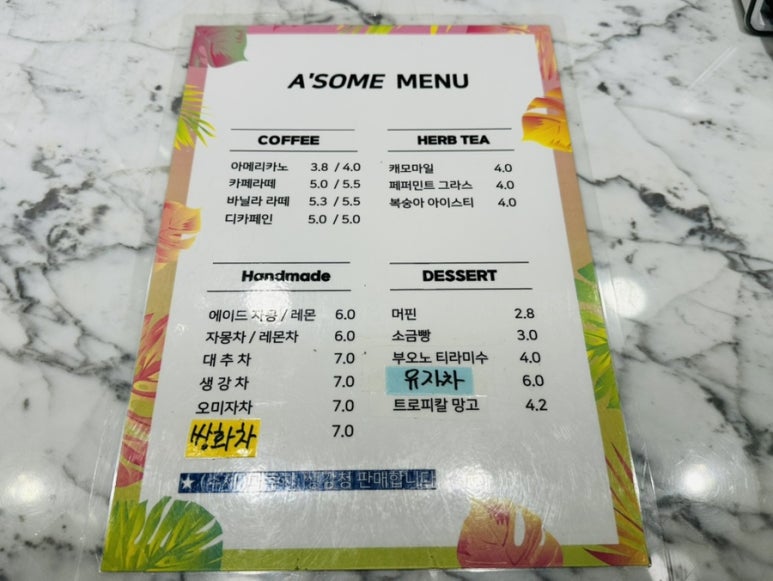 A'SOME MENU
COFFEE
아메리카노 3.8 / 4.0
카페라떼 5.0 / 5.5
바닐라 라떼 5.3 / 5.5
디카페인 5.0 / 5.0
HERB TEA
캐모마일 4.0
페퍼민트 그라스 4.0
복숭아 아이스티 4.0
Handmade
에이드 자몽 / 레몬 6.0
자몽차 / 레몬차 6.0
대추차 7.0
생강차 7.0
오미자차 7.0
쌍화차 7.0
DESSERT
머핀 2.8
소금빵 3.0
부오노 티라미수 4.0
유자차 6.0
트로피칼 망고 4.2
판매합니다